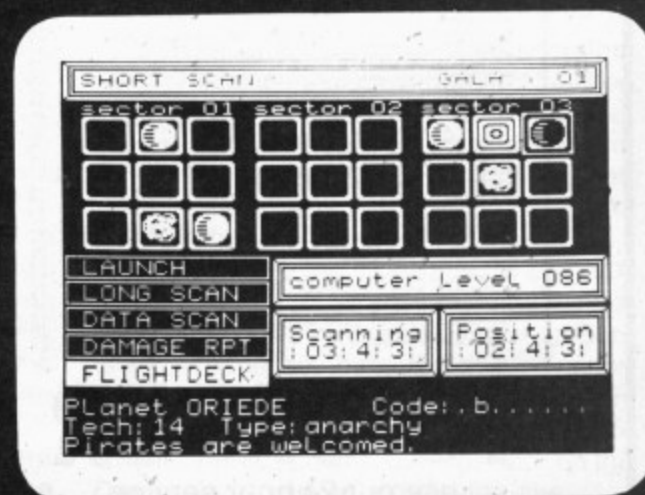 SHORT SCAN GALA . 01
sector 01 sector 02 sector 03
LAUNCH
LONG SCAN
DATA SCAN
DAMAGE RPT
FLIGHTDECK
computer Level 086
Scanning
:03:4:3:
Position
:02:4:3:
PLanet ORIEDE Code:.b......
Tech:14 Type:anarchy
Pirates are weLcomed.